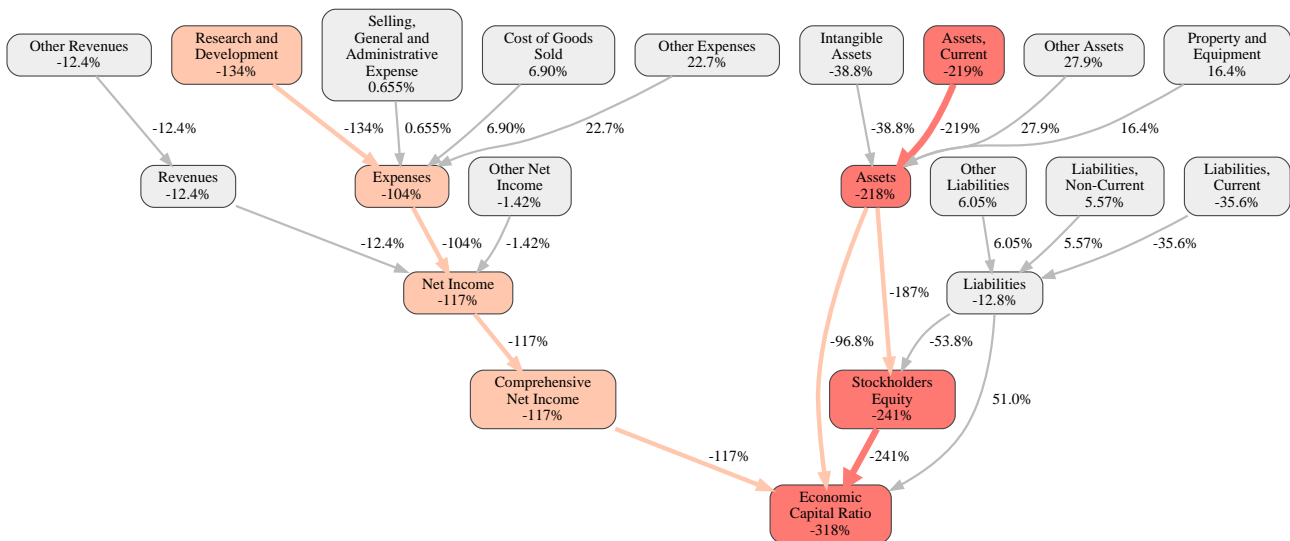 Other Revenues
-12.4%
Research and
Development
-134%
Selling,
General and
Administrative
Expense
0.655%
Cost of Goods
Sold
6.90%
Other Expenses
22.7%
Intangible
Assets
-38.8%
Assets,
Current
-219%
Other Assets
27.9%
Property and
Equipment
16.4%
-12.4%
-134%
0.655%
6.90%
22.7%
-38.8%
-219%
27.9%
16.4%
Revenues
-12.4%
Expenses
-104%
Other Net
Income
-1.42%
Assets
-218%
Other
Liabilities
6.05%
Liabilities,
Non-Current
5.57%
Liabilities,
Current
-35.6%
-12.4%
-104%
-1.42%
6.05%
5.57%
-35.6%
Net Income
-117%
-187%
Liabilities
-12.8%
-117%
-96.8%
-53.8%
Comprehensive
Net Income
-117%
Stockholders
Equity
-241%
51.0%
-117%
-241%
Economic
Capital Ratio
-318%